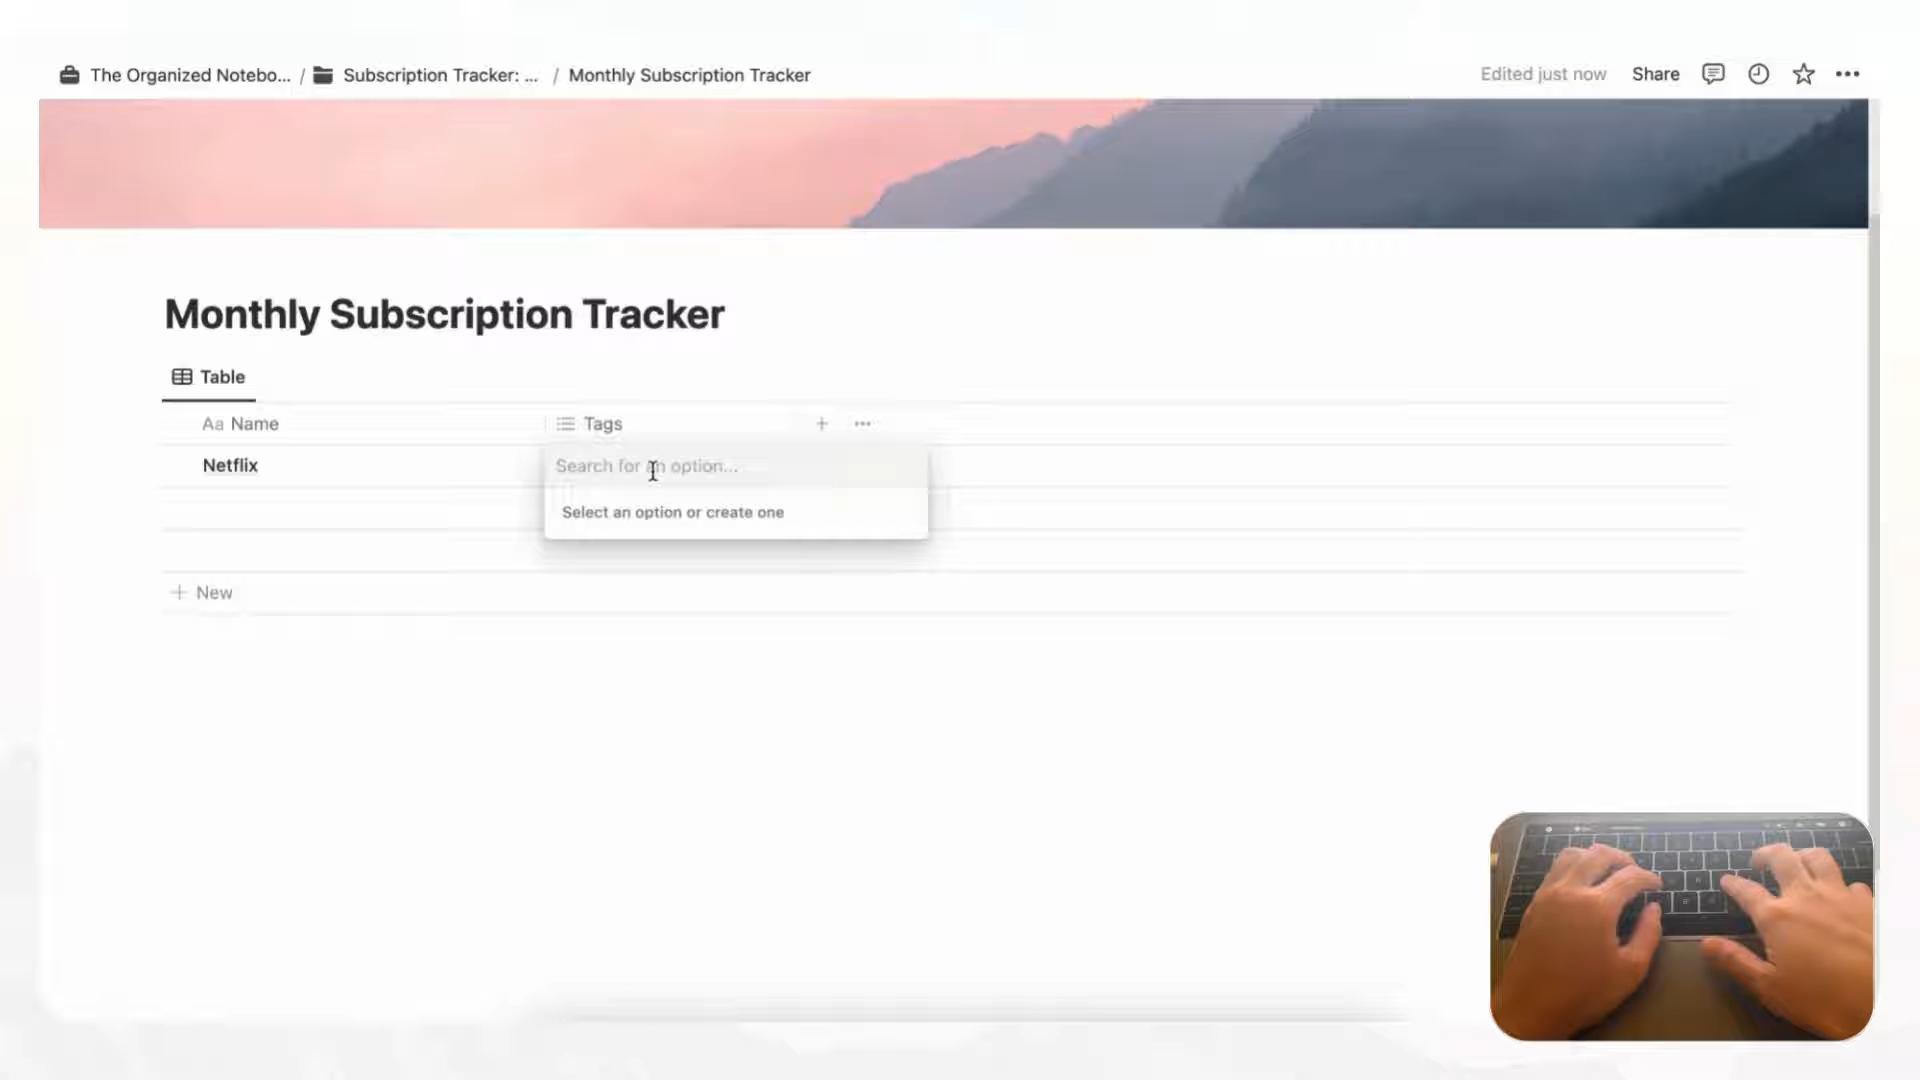 The Organized Notebo... / Subscription Tracker: ... / Monthly Subscription Tracker
Edited just now Share
Monthly Subscription Tracker
Table
Aa Name Tags
Netflix
Search for an option...
Select an option or create one
New